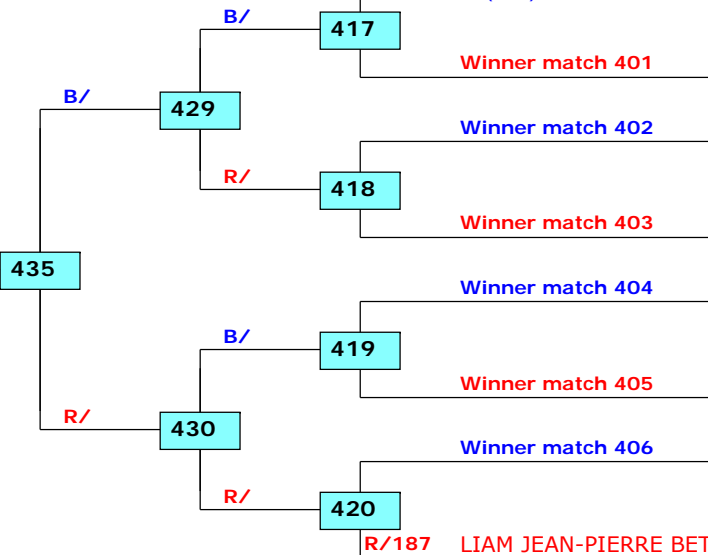 B/
417
Winner match 401
B/
429
Winner match 402
R/
418
Winner match 403
435
Winner match 404
B/
419
Winner match 405
R/
430
Winner match 406
R/
420
R/187 LIAM JEAN-PIERRE BET